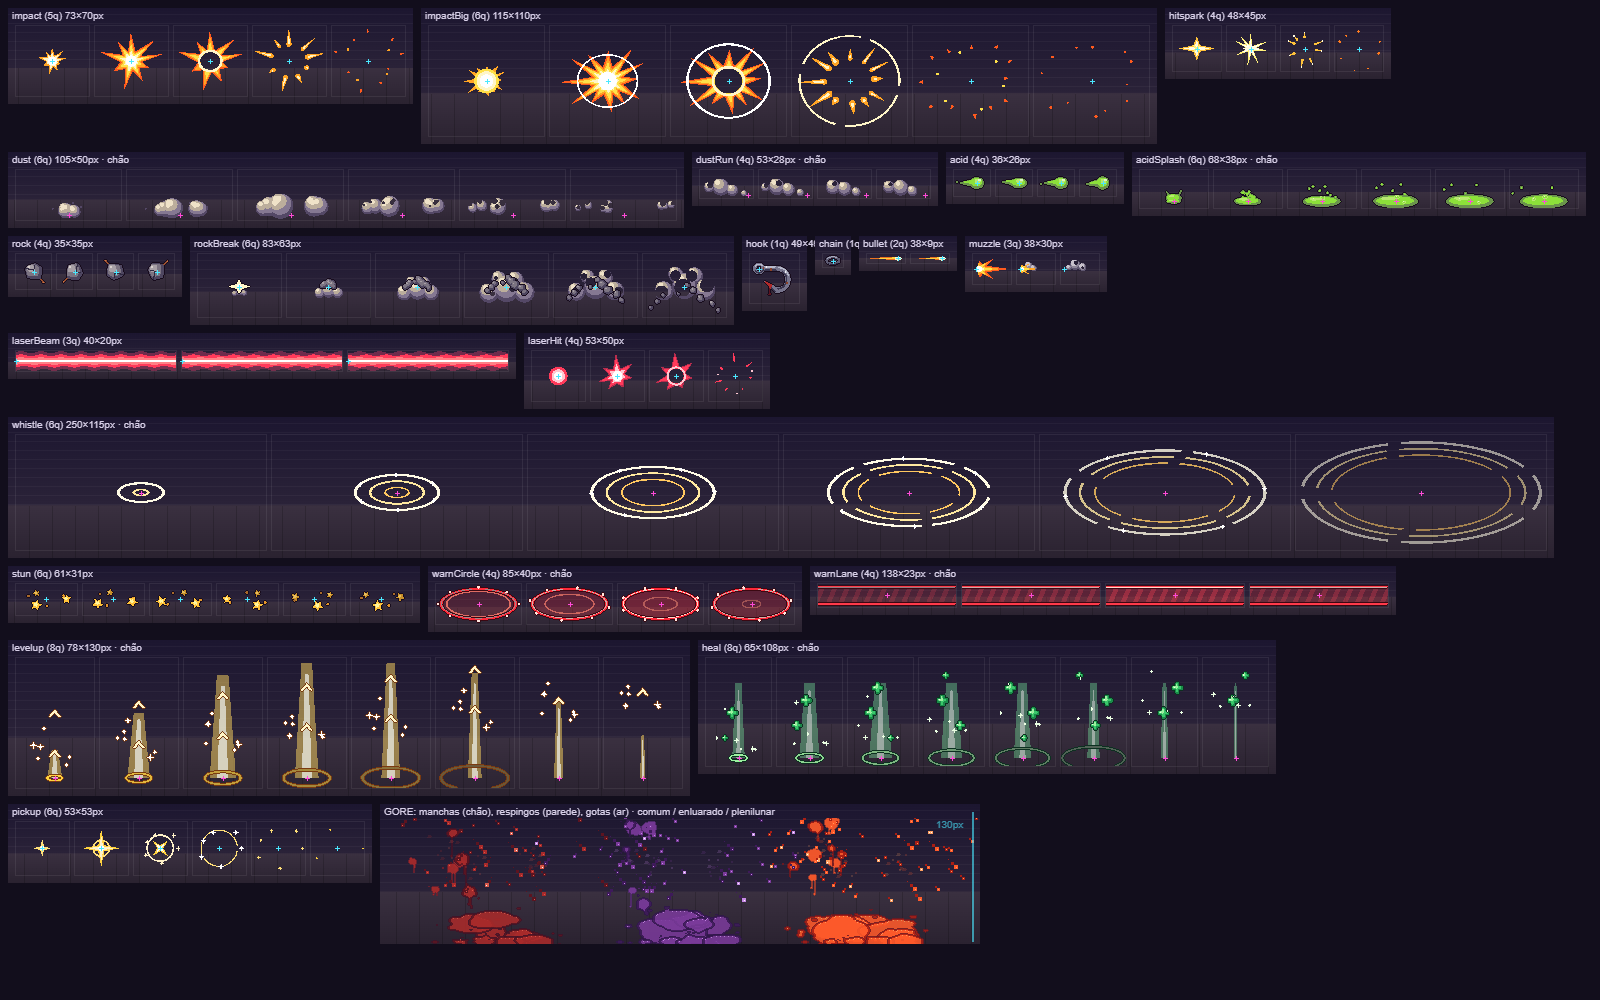 impact (5q) 73×70px
impactBig (6q) 115×110px
hitspark (4q) 48×45px
dust (6q) 105×50px · chão
dustRun (4q) 53×28px · chão
acid (4q) 36×26px
acidSplash (6q) 68×38px · chão
rock (4q) 35×35px
rockBreak (6q) 83×63px
hook (1q) 49×4
chain (1q
bullet (2q) 38×9px
muzzle (3q) 38×30px
laserBeam (3q) 40×20px
laserHit (4q) 53×50px
whistle (6q) 250×115px · chão
stun (6q) 61×31px
warnCircle (4q) 85×40px · chão
warnLane (4q) 138×23px · chão
levelup (8q) 78×130px · chão
heal (8q) 65×108px · chão
pickup (6q) 53×53px
GORE: manchas (chão), respingos (parede), gotas (ar) · comum / enluarado / plenilunar
130px